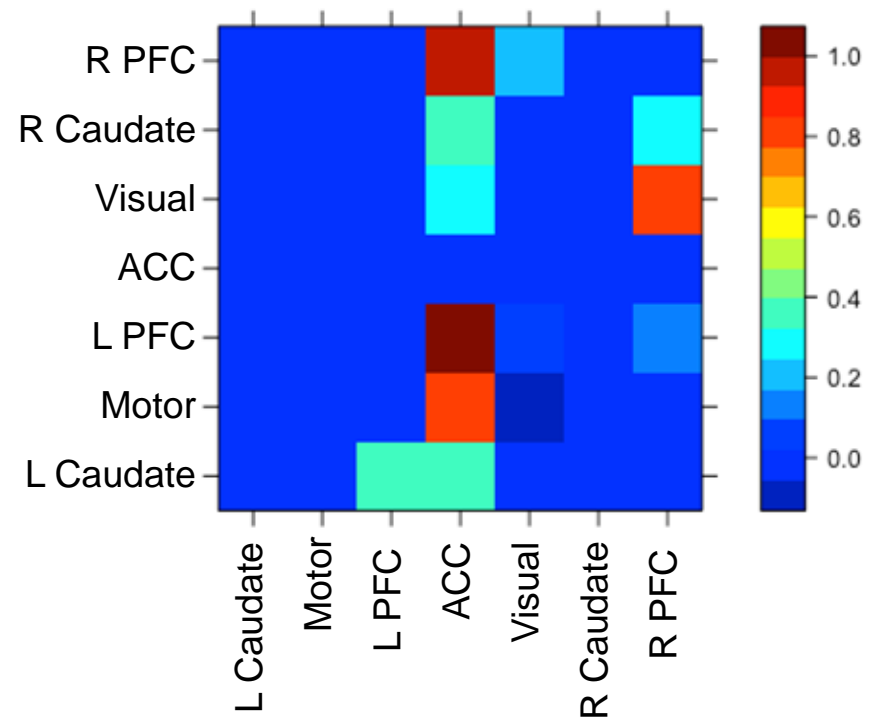 R PFC
R Caudate
Visual
ACC
L PFC
Motor
L Caudate
1.0
0.8
0.6
0.4
0.2
0.0
L Caudate
Motor
L PFC
ACC
Visual
R Caudate
R PFC